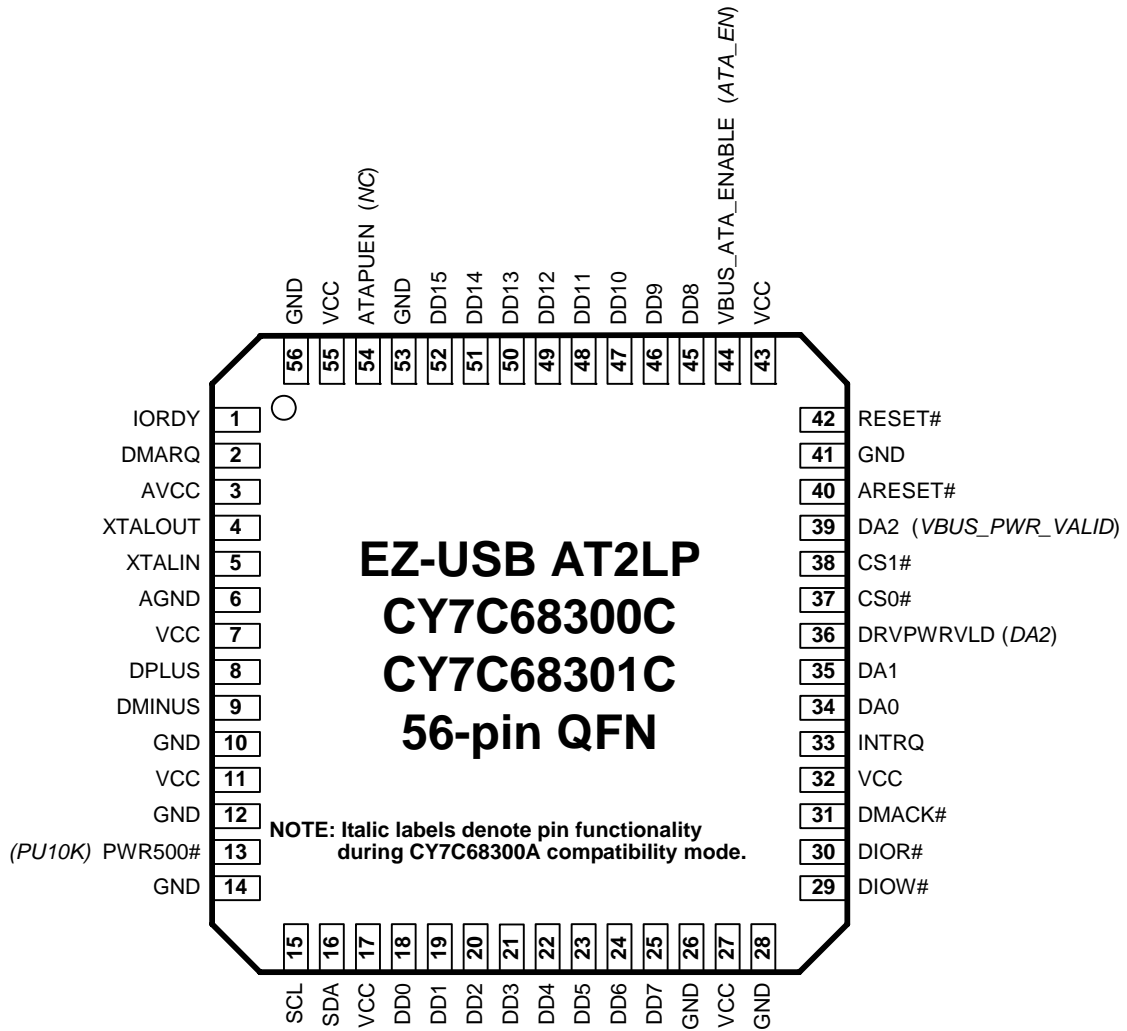 GND
VCC
ATAPUEN (NC)
GND
DD15
DD14
DD13
DD12
DD11
DD10
DD9
DD8
VBUS_ATA_ENABLE (ATA_EN)
VCC
56
55
54
53
52
51
50
49
48
47
46
45
44
43
IORDY 1
DMARQ 2
AVCC 3
XTALOUT 4
XTALIN 5
AGND 6
VCC 7
DPLUS 8
DMINUS 9
GND 10
VCC 11
GND 12
(PU10K) PWR500# 13
GND 14
EZ-USB AT2LP
CY7C68300C
CY7C68301C
56-pin QFN
NOTE: Italic labels denote pin functionality
during CY7C68300A compatibility mode.
42 RESET#
41 GND
40 ARESET#
39 DA2 (VBUS_PWR_VALID)
38 CS1#
37 CS0#
36 DRVPWRVLD (DA2)
35 DA1
34 DA0
33 INTRQ
32 VCC
31 DMACK#
30 DIOR#
29 DIOW#
15
16
17
18
19
20
21
22
23
24
25
26
27
28
SCL
SDA
VCC
DD0
DD1
DD2
DD3
DD4
DD5
DD6
DD7
GND
VCC
GND